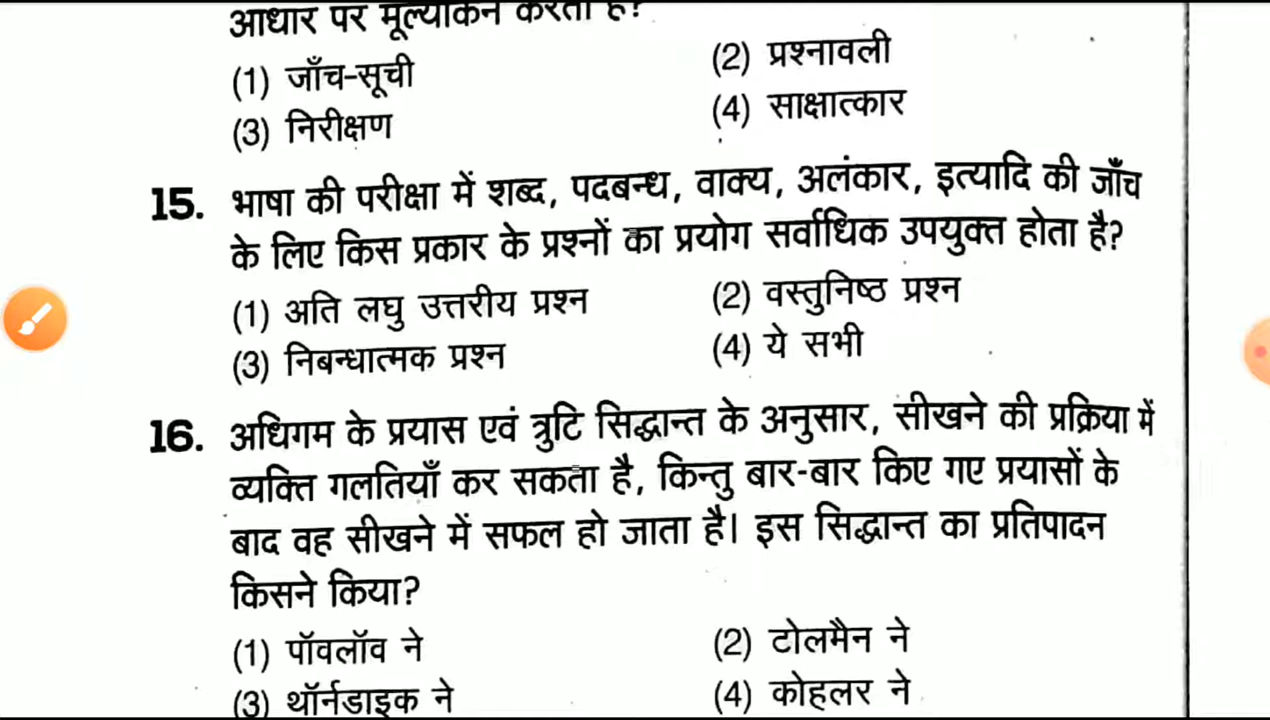 आधार पर मूल्यांकन करता है?
(1) जाँच-सूची (2) प्रश्नावली
(3) निरीक्षण (4) साक्षात्कार
15. भाषा की परीक्षा में शब्द, पदबन्ध, वाक्य, अलंकार, इत्यादि की जाँच
के लिए किस प्रकार के प्रश्नों का प्रयोग सर्वाधिक उपयुक्त होता है?
(1) अति लघु उत्तरीय प्रश्न (2) वस्तुनिष्ठ प्रश्न
(3) निबन्धात्मक प्रश्न (4) ये सभी
16. अधिगम के प्रयास एवं त्रुटि सिद्धान्त के अनुसार, सीखने की प्रक्रिया में
व्यक्ति गलतियाँ कर सकता है, किन्तु बार-बार किए गए प्रयासों के
बाद वह सीखने में सफल हो जाता है। इस सिद्धान्त का प्रतिपादन
किसने किया?
(1) पॉवलॉव ने (2) टोलमैन ने
(3) थॉर्नडाइक ने (4) कोहलर ने